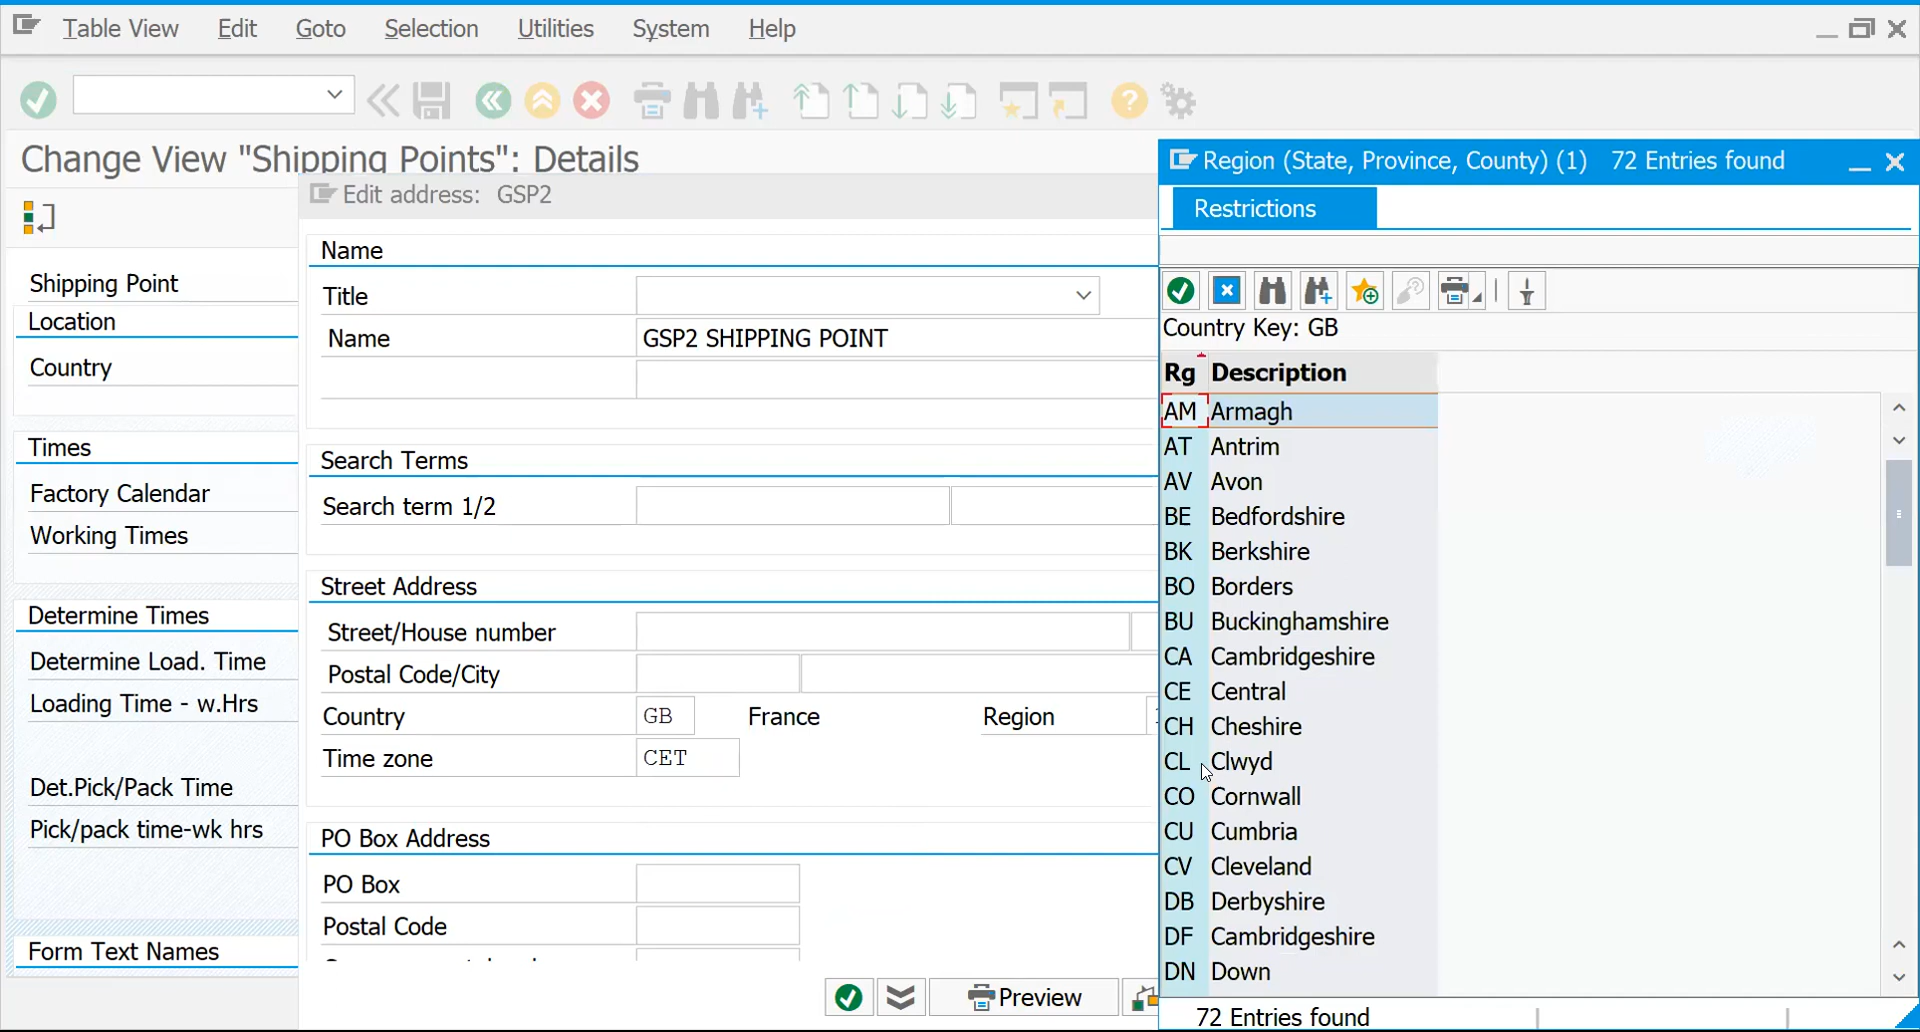 Table View Edit Goto Selection Utilities System Help
Change View "Shipping Points": Details
Shipping Point
Location
Country
Times
Factory Calendar
Working Times
Determine Times
Determine Load. Time
Loading Time - w.Hrs
Det.Pick/Pack Time
Pick/pack time-wk hrs
Form Text Names
Edit address: GSP2
Name
Title
Name GSP2 SHIPPING POINT
Search Terms
Search term 1/2
Street Address
Street/House number
Postal Code/City
Country GB France Region
Time zone CET
PO Box Address
PO Box
Postal Code
Preview
Region (State, Province, County) (1) 72 Entries found
Restrictions
Country Key: GB
Rg Description
AM Armagh
AT Antrim
AV Avon
BE Bedfordshire
BK Berkshire
BO Borders
BU Buckinghamshire
CA Cambridgeshire
CE Central
CH Cheshire
CL Clwyd
CO Cornwall
CU Cumbria
CV Cleveland
DB Derbyshire
DF Cambridgeshire
DN Down
72 Entries found